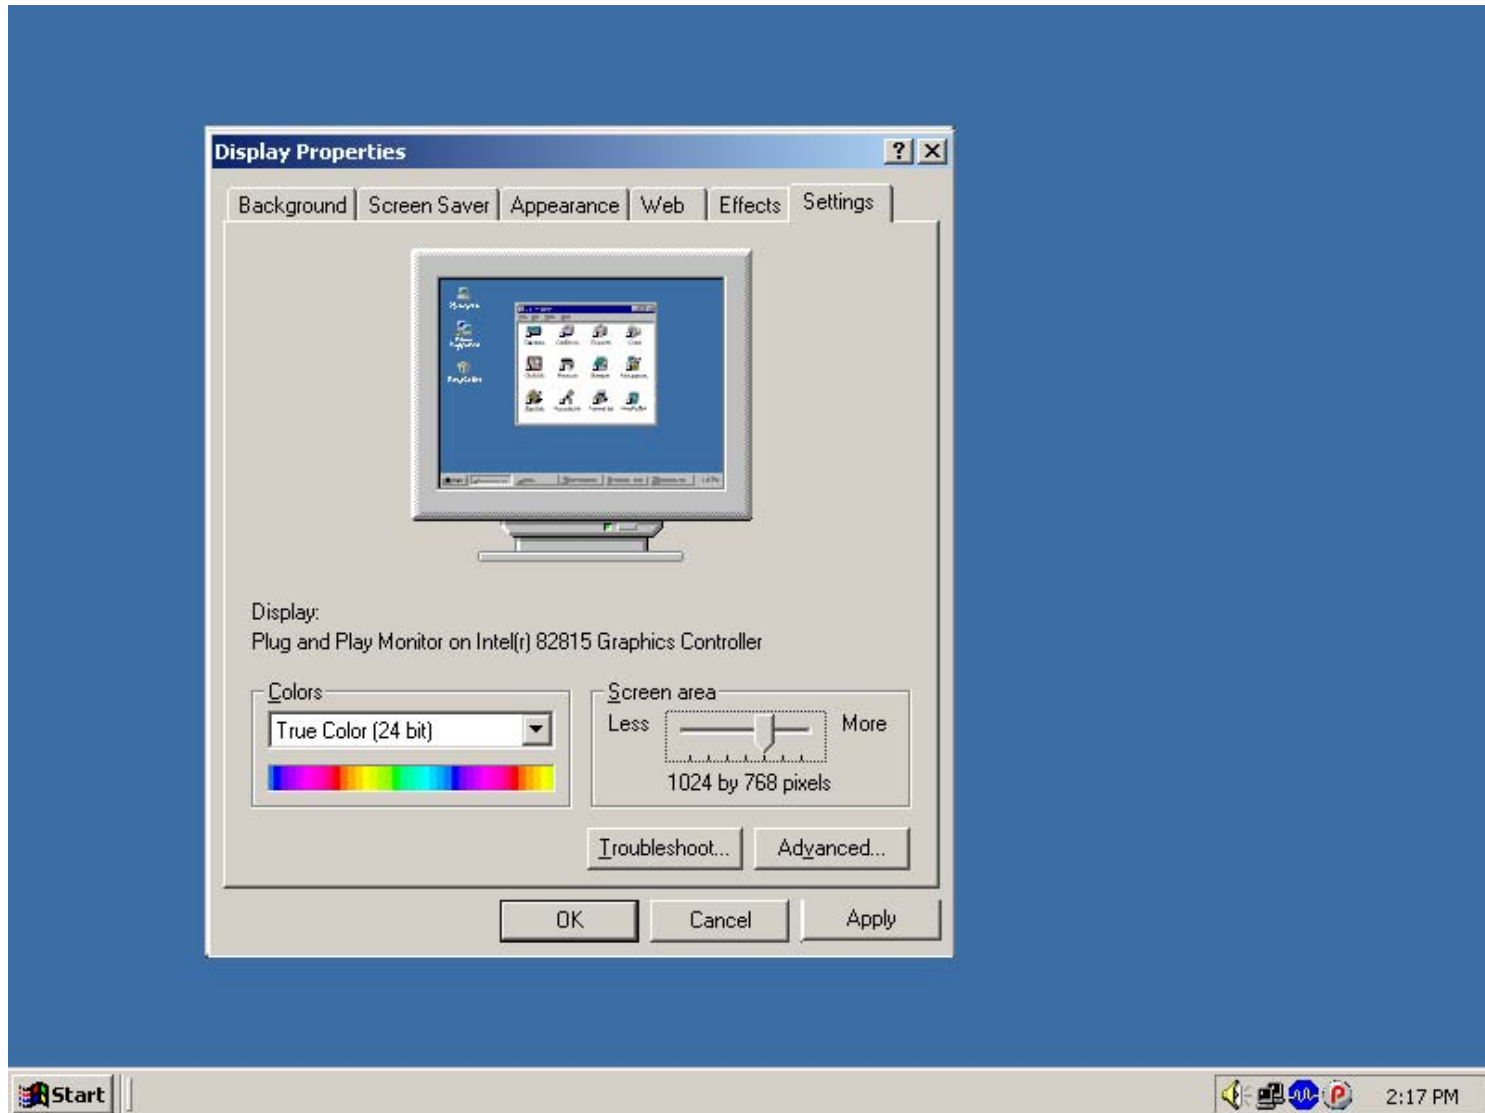 Display Properties
Background Screen Saver Appearance Web Effects Settings
Display:
Plug and Play Monitor on Intel(r) 82815 Graphics Controller
Colors
True Color (24 bit)
Screen area
Less More
1024 by 768 pixels
Troubleshoot... Advanced...
OK Cancel Apply
Start 2:17 PM